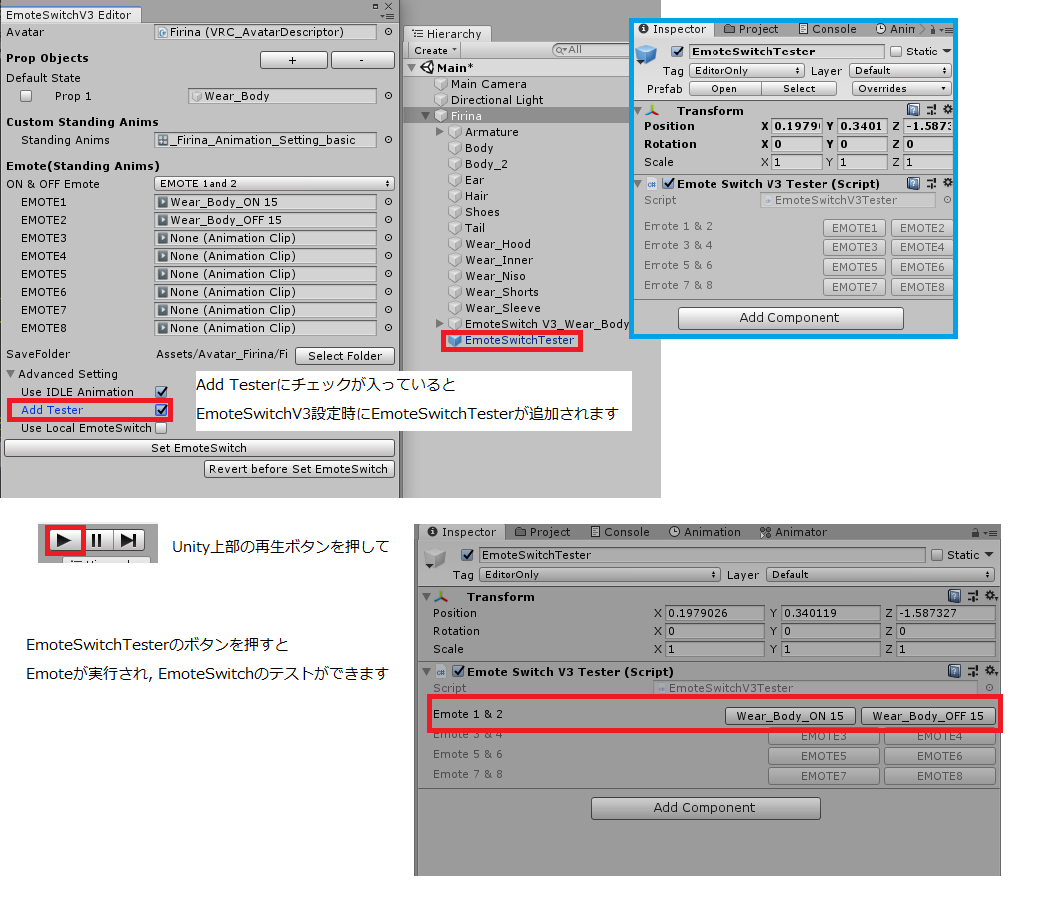 EmoteSwitchV3 Editor
Avatar Firina (VRC_AvatarDescriptor)
Prop Objects + -
Default State
Prop 1 Wear_Body
Custom Standing Anims
Standing Anims _Firina_Animation_Setting_basic
Emote(Standing Anims)
ON & OFF Emote EMOTE 1and 2
EMOTE1 Wear_Body_ON 15
EMOTE2 Wear_Body_OFF 15
EMOTE3 None (Animation Clip)
EMOTE4 None (Animation Clip)
EMOTE5 None (Animation Clip)
EMOTE6 None (Animation Clip)
EMOTE7 None (Animation Clip)
EMOTE8 None (Animation Clip)
SaveFolder Assets/Avatar_Firina/Fi Select Folder
Advanced Setting
Use IDLE Animation
Add Tester
Use Local EmoteSwitch
Set EmoteSwitch
Revert before Set EmoteSwitch
Hierarchy
Create All
Main*
Main Camera
Directional Light
Firina
Armature
Body
Body_2
Ear
Hair
Shoes
Tail
Wear_Hood
Wear_Inner
Wear_Niso
Wear_Shorts
Wear_Sleeve
EmoteSwitch V3_Wear_Body
EmoteSwitchTester
Inspector Project Console Anim
EmoteSwitchTester Static
Tag EditorOnly Layer Default
Prefab Open Select Overrides
Transform
Position X 0.1979 Y 0.3401 Z -1.5873
Rotation X 0 Y 0 Z 0
Scale X 1 Y 1 Z 1
Emote Switch V3 Tester (Script)
Script EmoteSwitchV3Tester
Emote 1 & 2 EMOTE1 EMOTE2
Emote 3 & 4 EMOTE3 EMOTE4
Emote 5 & 6 EMOTE5 EMOTE6
Emote 7 & 8 EMOTE7 EMOTE8
Add Component
Add Testerにチェックが入っていると
EmoteSwitchV3設定時にEmoteSwitchTesterが追加されます
Unity上部の再生ボタンを押して
EmoteSwitchTesterのボタンを押すと
Emoteが実行され, EmoteSwitchのテストができます
Inspector Project Console Animation Animator
EmoteSwitchTester Static
Tag EditorOnly Layer Default
Transform
Position X 0.1979026 Y 0.340119 Z -1.587327
Rotation X 0 Y 0 Z 0
Scale X 1 Y 1 Z 1
Emote Switch V3 Tester (Script)
Script EmoteSwitchV3Tester
Emote 1 & 2 Wear_Body_ON 15 Wear_Body_OFF 15
Emote 3 & 4 EMOTE3 EMOTE4
Emote 5 & 6 EMOTE5 EMOTE6
Emote 7 & 8 EMOTE7 EMOTE8
Add Component